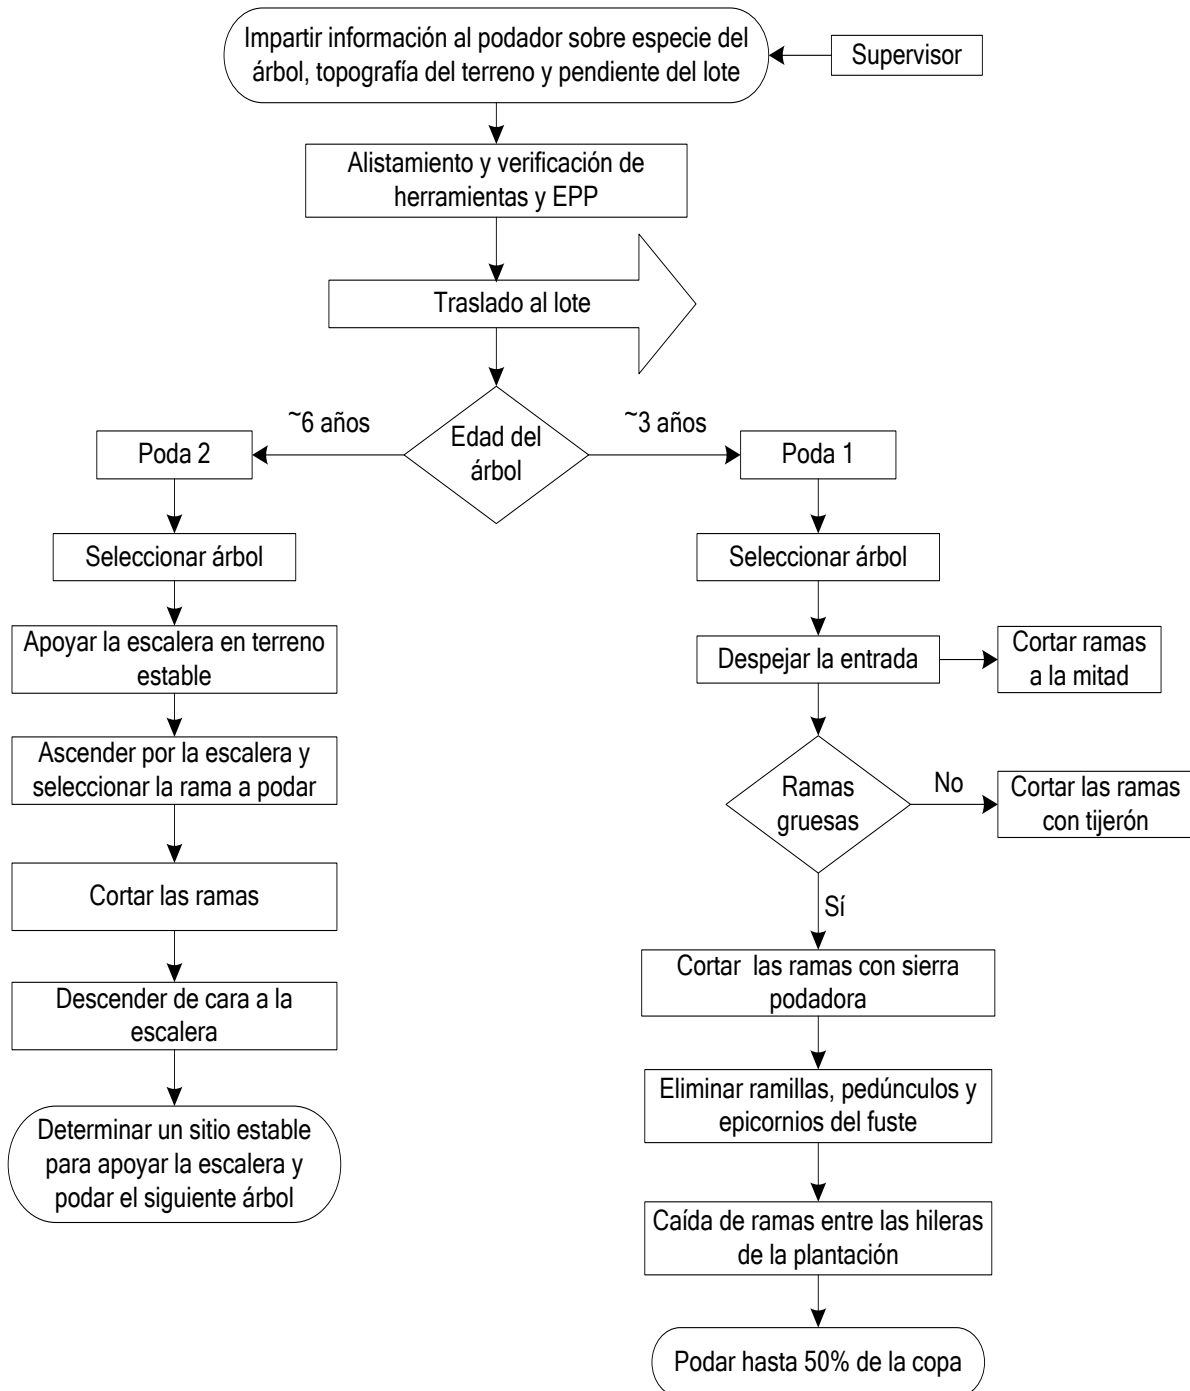 Impartir información al podador sobre especie del
árbol, topografía del terreno y pendiente del lote
Supervisor
Alistamiento y verificación de
herramientas y EPP
Traslado al lote
Edad del
árbol
~6 años
~3 años
Poda 2
Seleccionar árbol
Apoyar la escalera en terreno
estable
Ascender por la escalera y
seleccionar la rama a podar
Cortar las ramas
Descender de cara a la
escalera
Determinar un sitio estable
para apoyar la escalera y
podar el siguiente árbol
Poda 1
Seleccionar árbol
Despejar la entrada
Cortar ramas
a la mitad
Ramas
gruesas
No
Cortar las ramas
con tijerón
Sí
Cortar las ramas con sierra
podadora
Eliminar ramillas, pedúnculos y
epicornios del fuste
Caída de ramas entre las hileras
de la plantación
Podar hasta 50% de la copa